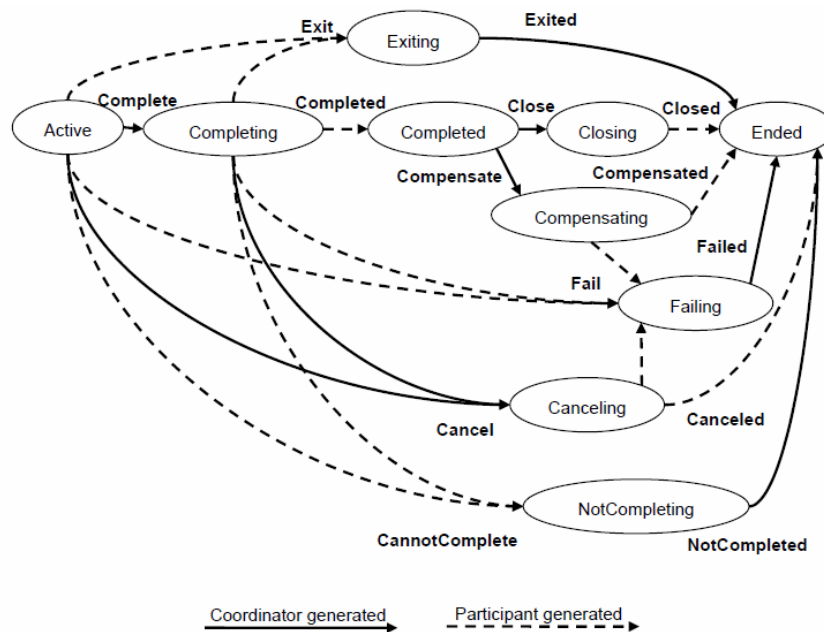 Exit
Exited
Exiting
Complete
Completed
Close
Closed
Active
Completing
Completed
Closing
Ended
Compensate
Compensated
Compensating
Failed
Fail
Failing
Canceling
Cancel
Canceled
NotCompleting
CannotComplete
NotCompleted
Coordinator generated
Participant generated